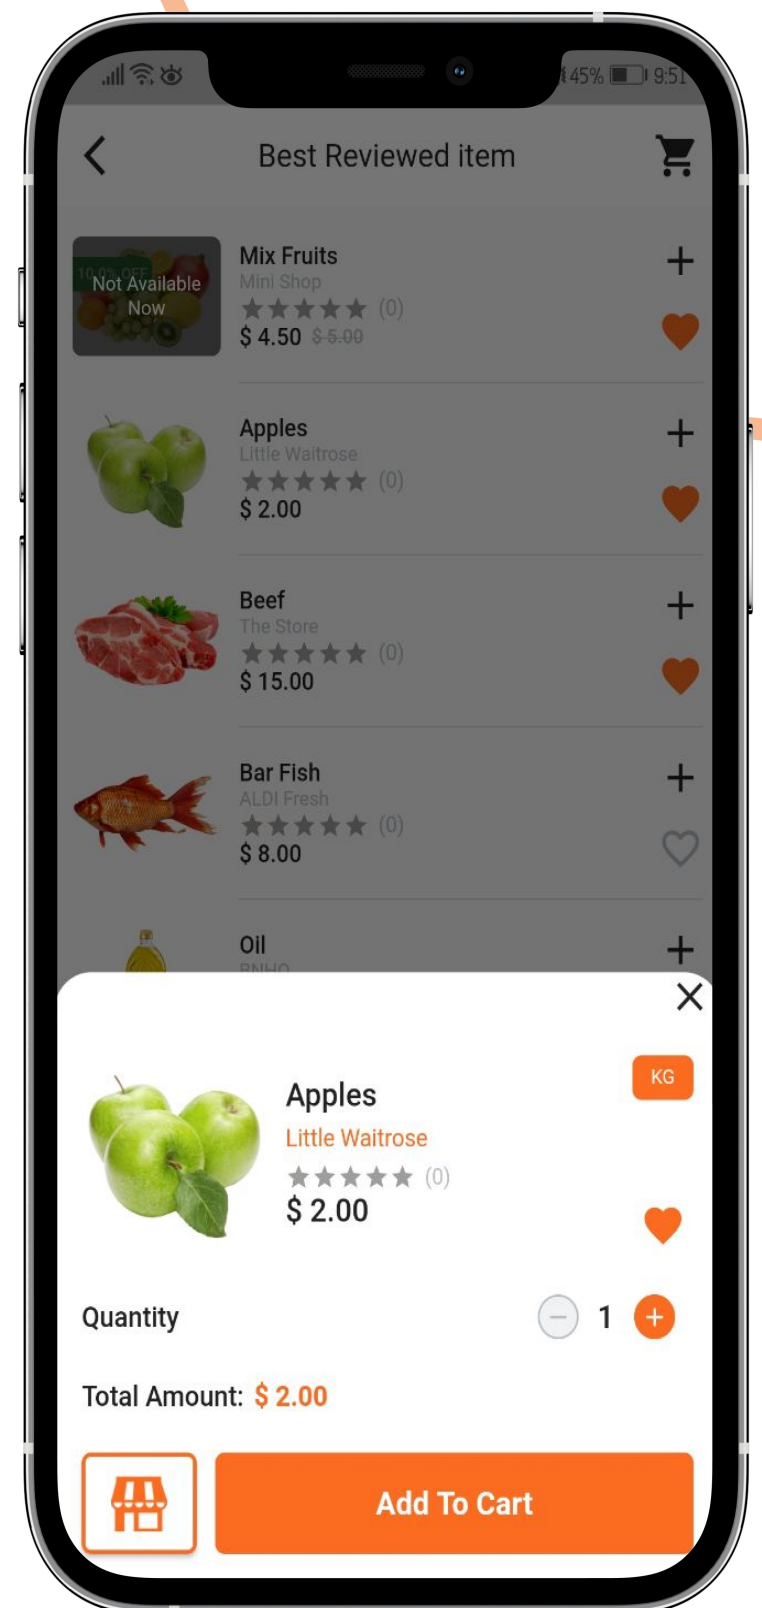 45% 9:51
Best Reviewed item
10.0% OFF
Not Available
Now
Mix Fruits
Mini Shop
(0)
$ 4.50 $ 5.00
Apples
Little Waitrose
(0)
$ 2.00
Beef
The Store
(0)
$ 15.00
Bar Fish
ALDI Fresh
(0)
$ 8.00
Oil
Apples
KG
Little Waitrose
(0)
$ 2.00
Quantity
1
Total Amount: $ 2.00
Add To Cart